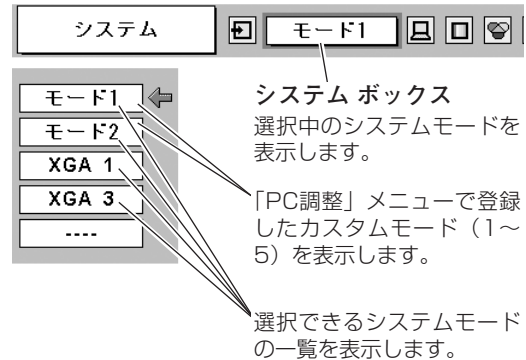 システム
モード1
モード1
モード2
XGA 1
XGA 3
----
システム ボックス
選択中のシステムモードを
表示します。
「PC調整」メニューで登録
したカスタムモード（1～
5）を表示します。
選択できるシステムモード
の一覧を表示します。